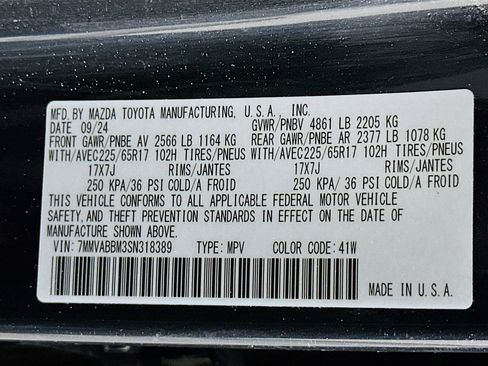 MFD. BY MAZDA TOYOTA MANUFACTURING, U.S.A., INC.
DATE 09/24 GVWR/PNBV 4861 LB 2205 KG
FRONT GAWR/PNBE AV 2566 LB 1164 KG REAR GAWR/PNBE AR 2377 LB 1078 KG
WITH/AVEC225/65R17 102H TIRES/PNEUS WITH/AVEC225/65R17 102H TIRES/PNEUS
17X7J RIMS/JANTES 17X7J RIMS/JANTES
250 KPA/ 36 PSI COLD/A FROID 250 KPA/ 36 PSI COLD/A FROID
THIS VEHICLE CONFORMS TO ALL APPLICABLE FEDERAL MOTOR VEHICLE
SAFETY, AND THEFT PREVENTION STANDARDS IN EFFECT ON THE DATE OF
MANUFACTURE SHOWN ABOVE.
VIN: 7MMVABBM3SN318389 TYPE: MPV COLOR CODE: 41W
MADE IN U.S.A.